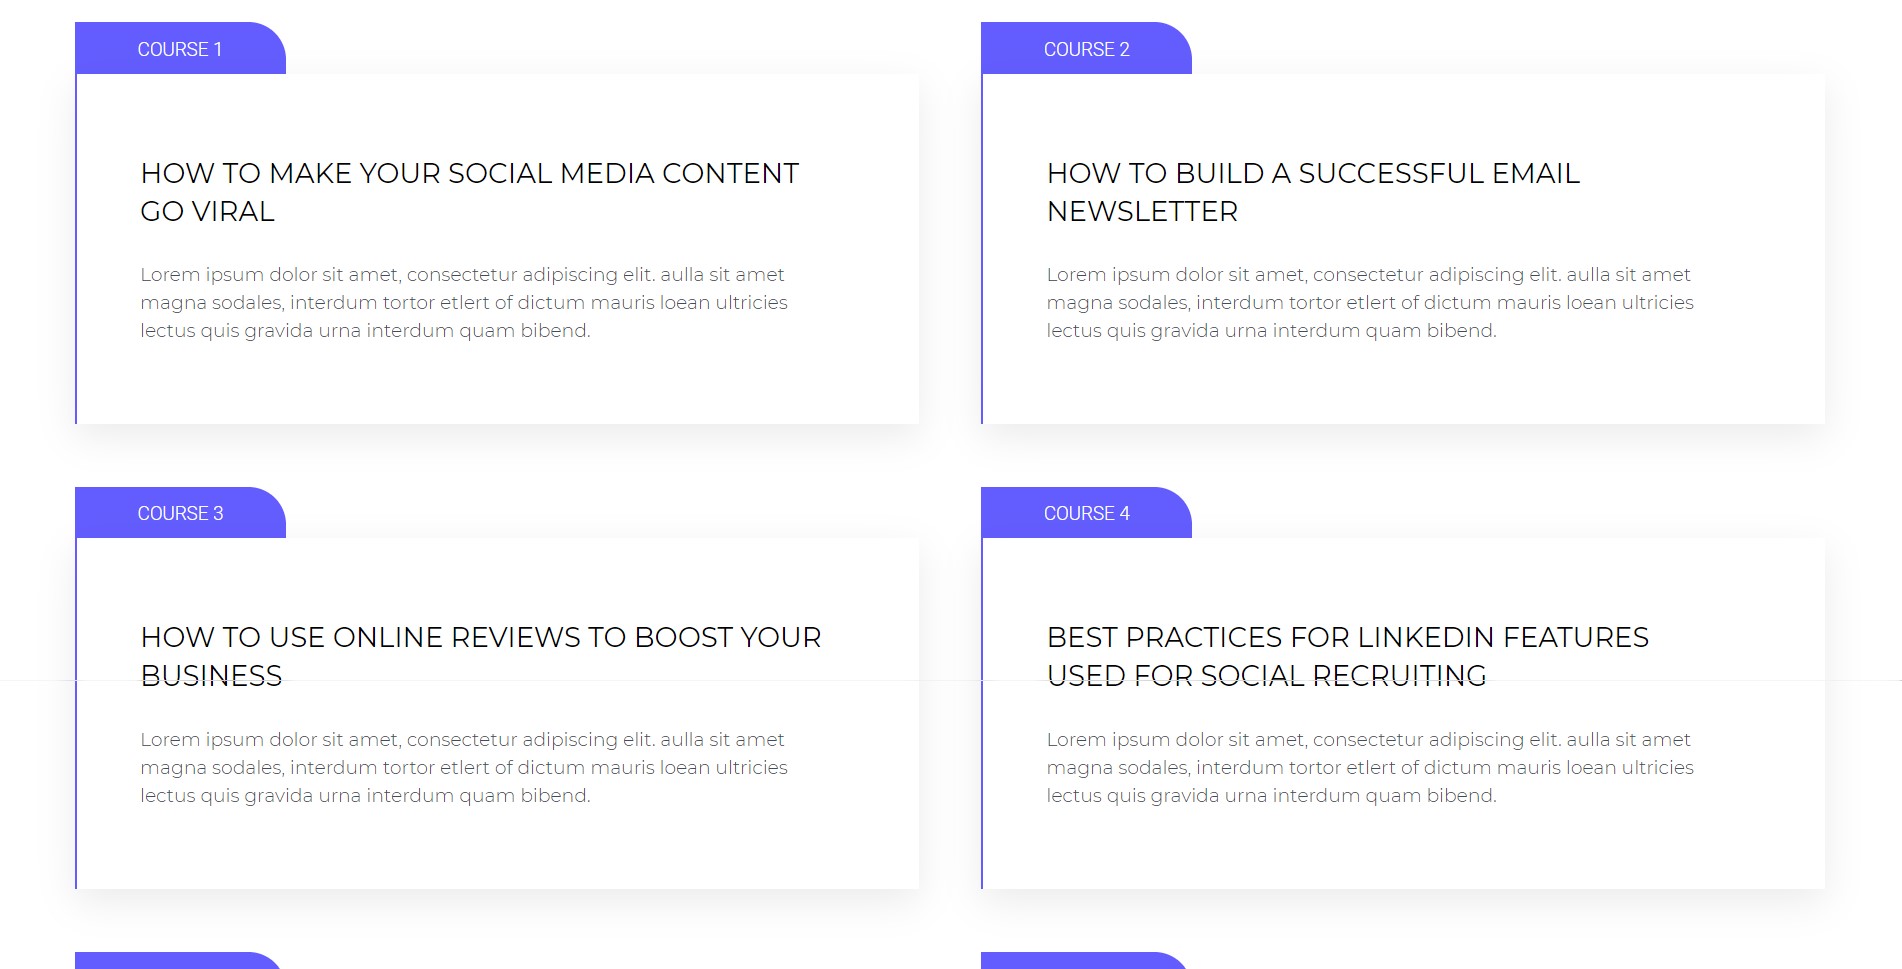 COURSE 1
HOW TO MAKE YOUR SOCIAL MEDIA CONTENT
GO VIRAL
Lorem ipsum dolor sit amet, consectetur adipiscing elit. aulla sit amet
magna sodales, interdum tortor etlert of dictum mauris loean ultricies
lectus quis gravida urna interdum quam bibend.
COURSE 2
HOW TO BUILD A SUCCESSFUL EMAIL
NEWSLETTER
Lorem ipsum dolor sit amet, consectetur adipiscing elit. aulla sit amet
magna sodales, interdum tortor etlert of dictum mauris loean ultricies
lectus quis gravida urna interdum quam bibend.
COURSE 3
HOW TO USE ONLINE REVIEWS TO BOOST YOUR
BUSINESS
Lorem ipsum dolor sit amet, consectetur adipiscing elit. aulla sit amet
magna sodales, interdum tortor etlert of dictum mauris loean ultricies
lectus quis gravida urna interdum quam bibend.
COURSE 4
BEST PRACTICES FOR LINKEDIN FEATURES
USED FOR SOCIAL RECRUITING
Lorem ipsum dolor sit amet, consectetur adipiscing elit. aulla sit amet
magna sodales, interdum tortor etlert of dictum mauris loean ultricies
lectus quis gravida urna interdum quam bibend.